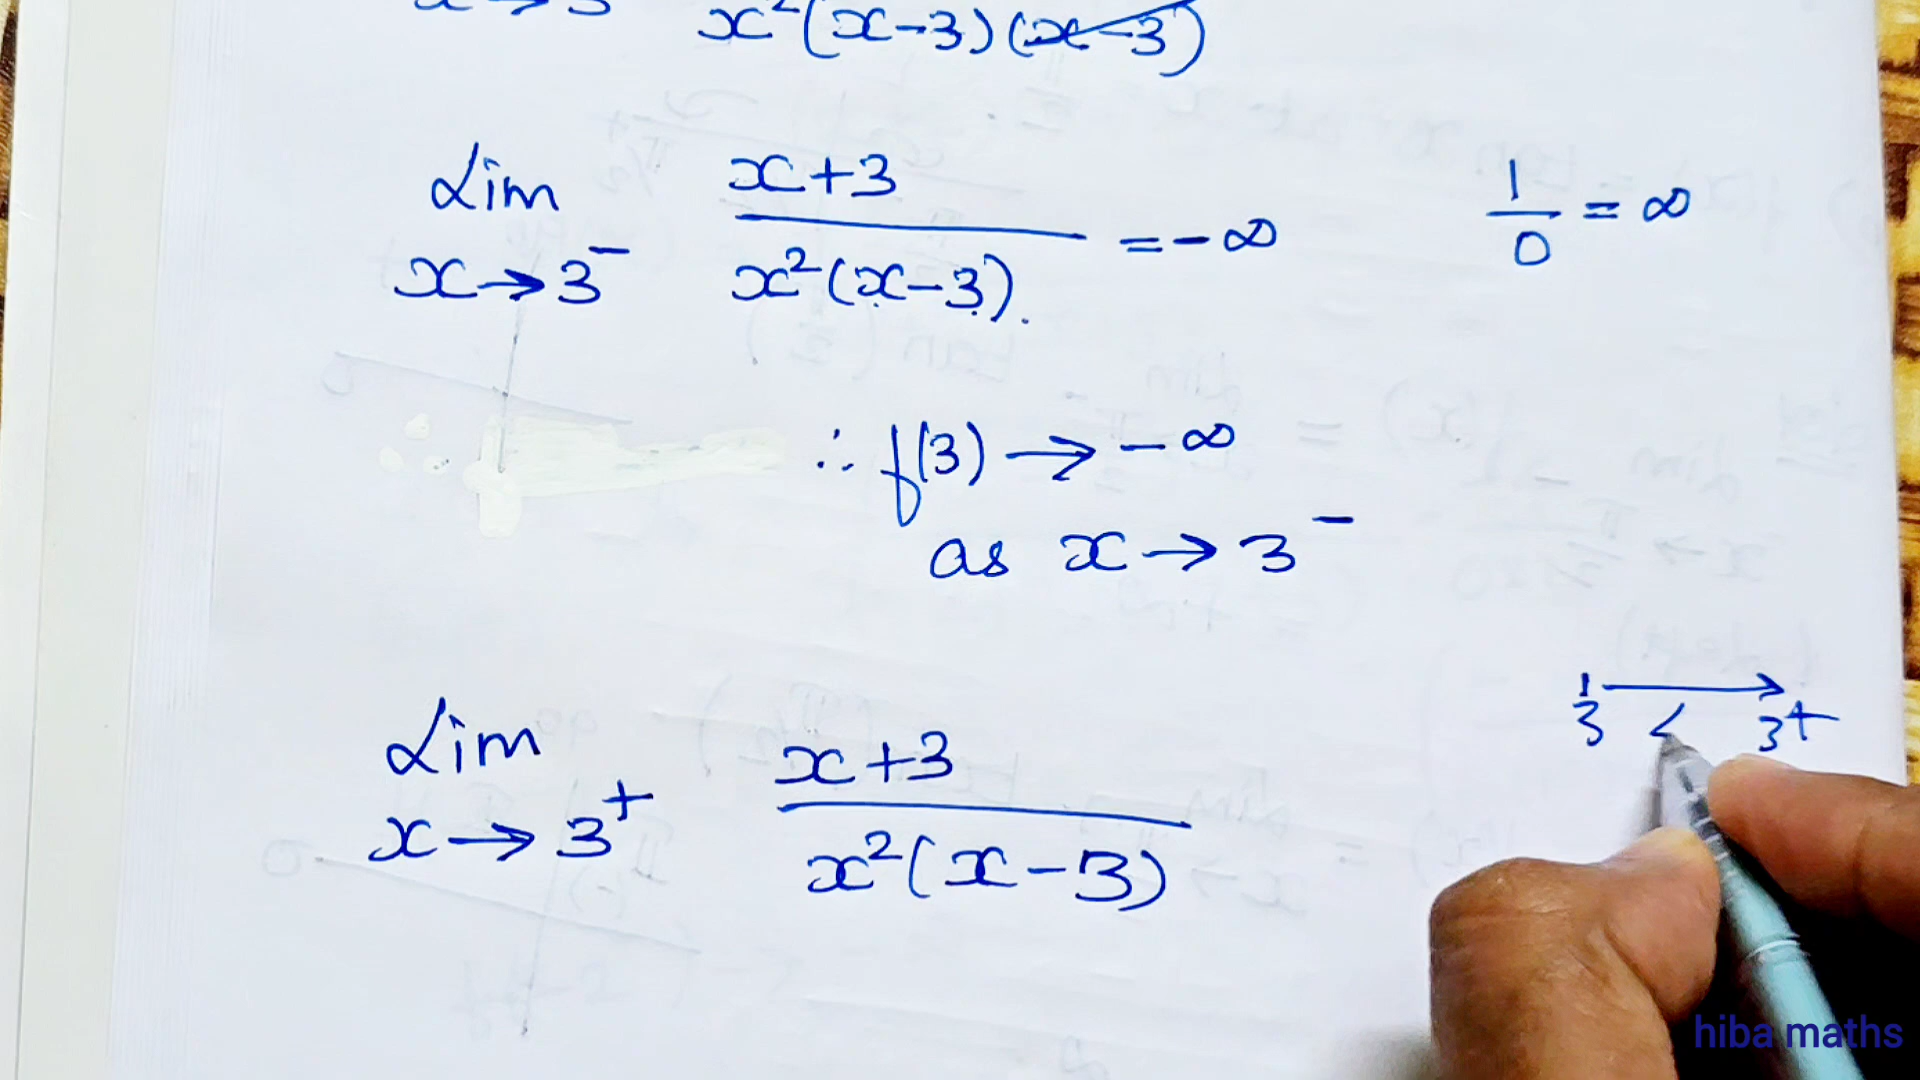 x → 3 x²(x-3)(x-3)
Lim x+3 / x²(x-3) = -∞
x→3⁻
1/0 = ∞
∴ f(3) → -∞
as x → 3⁻
3 < 3⁺
Lim x+3 / x²(x-3)
x → 3⁺
hiba maths